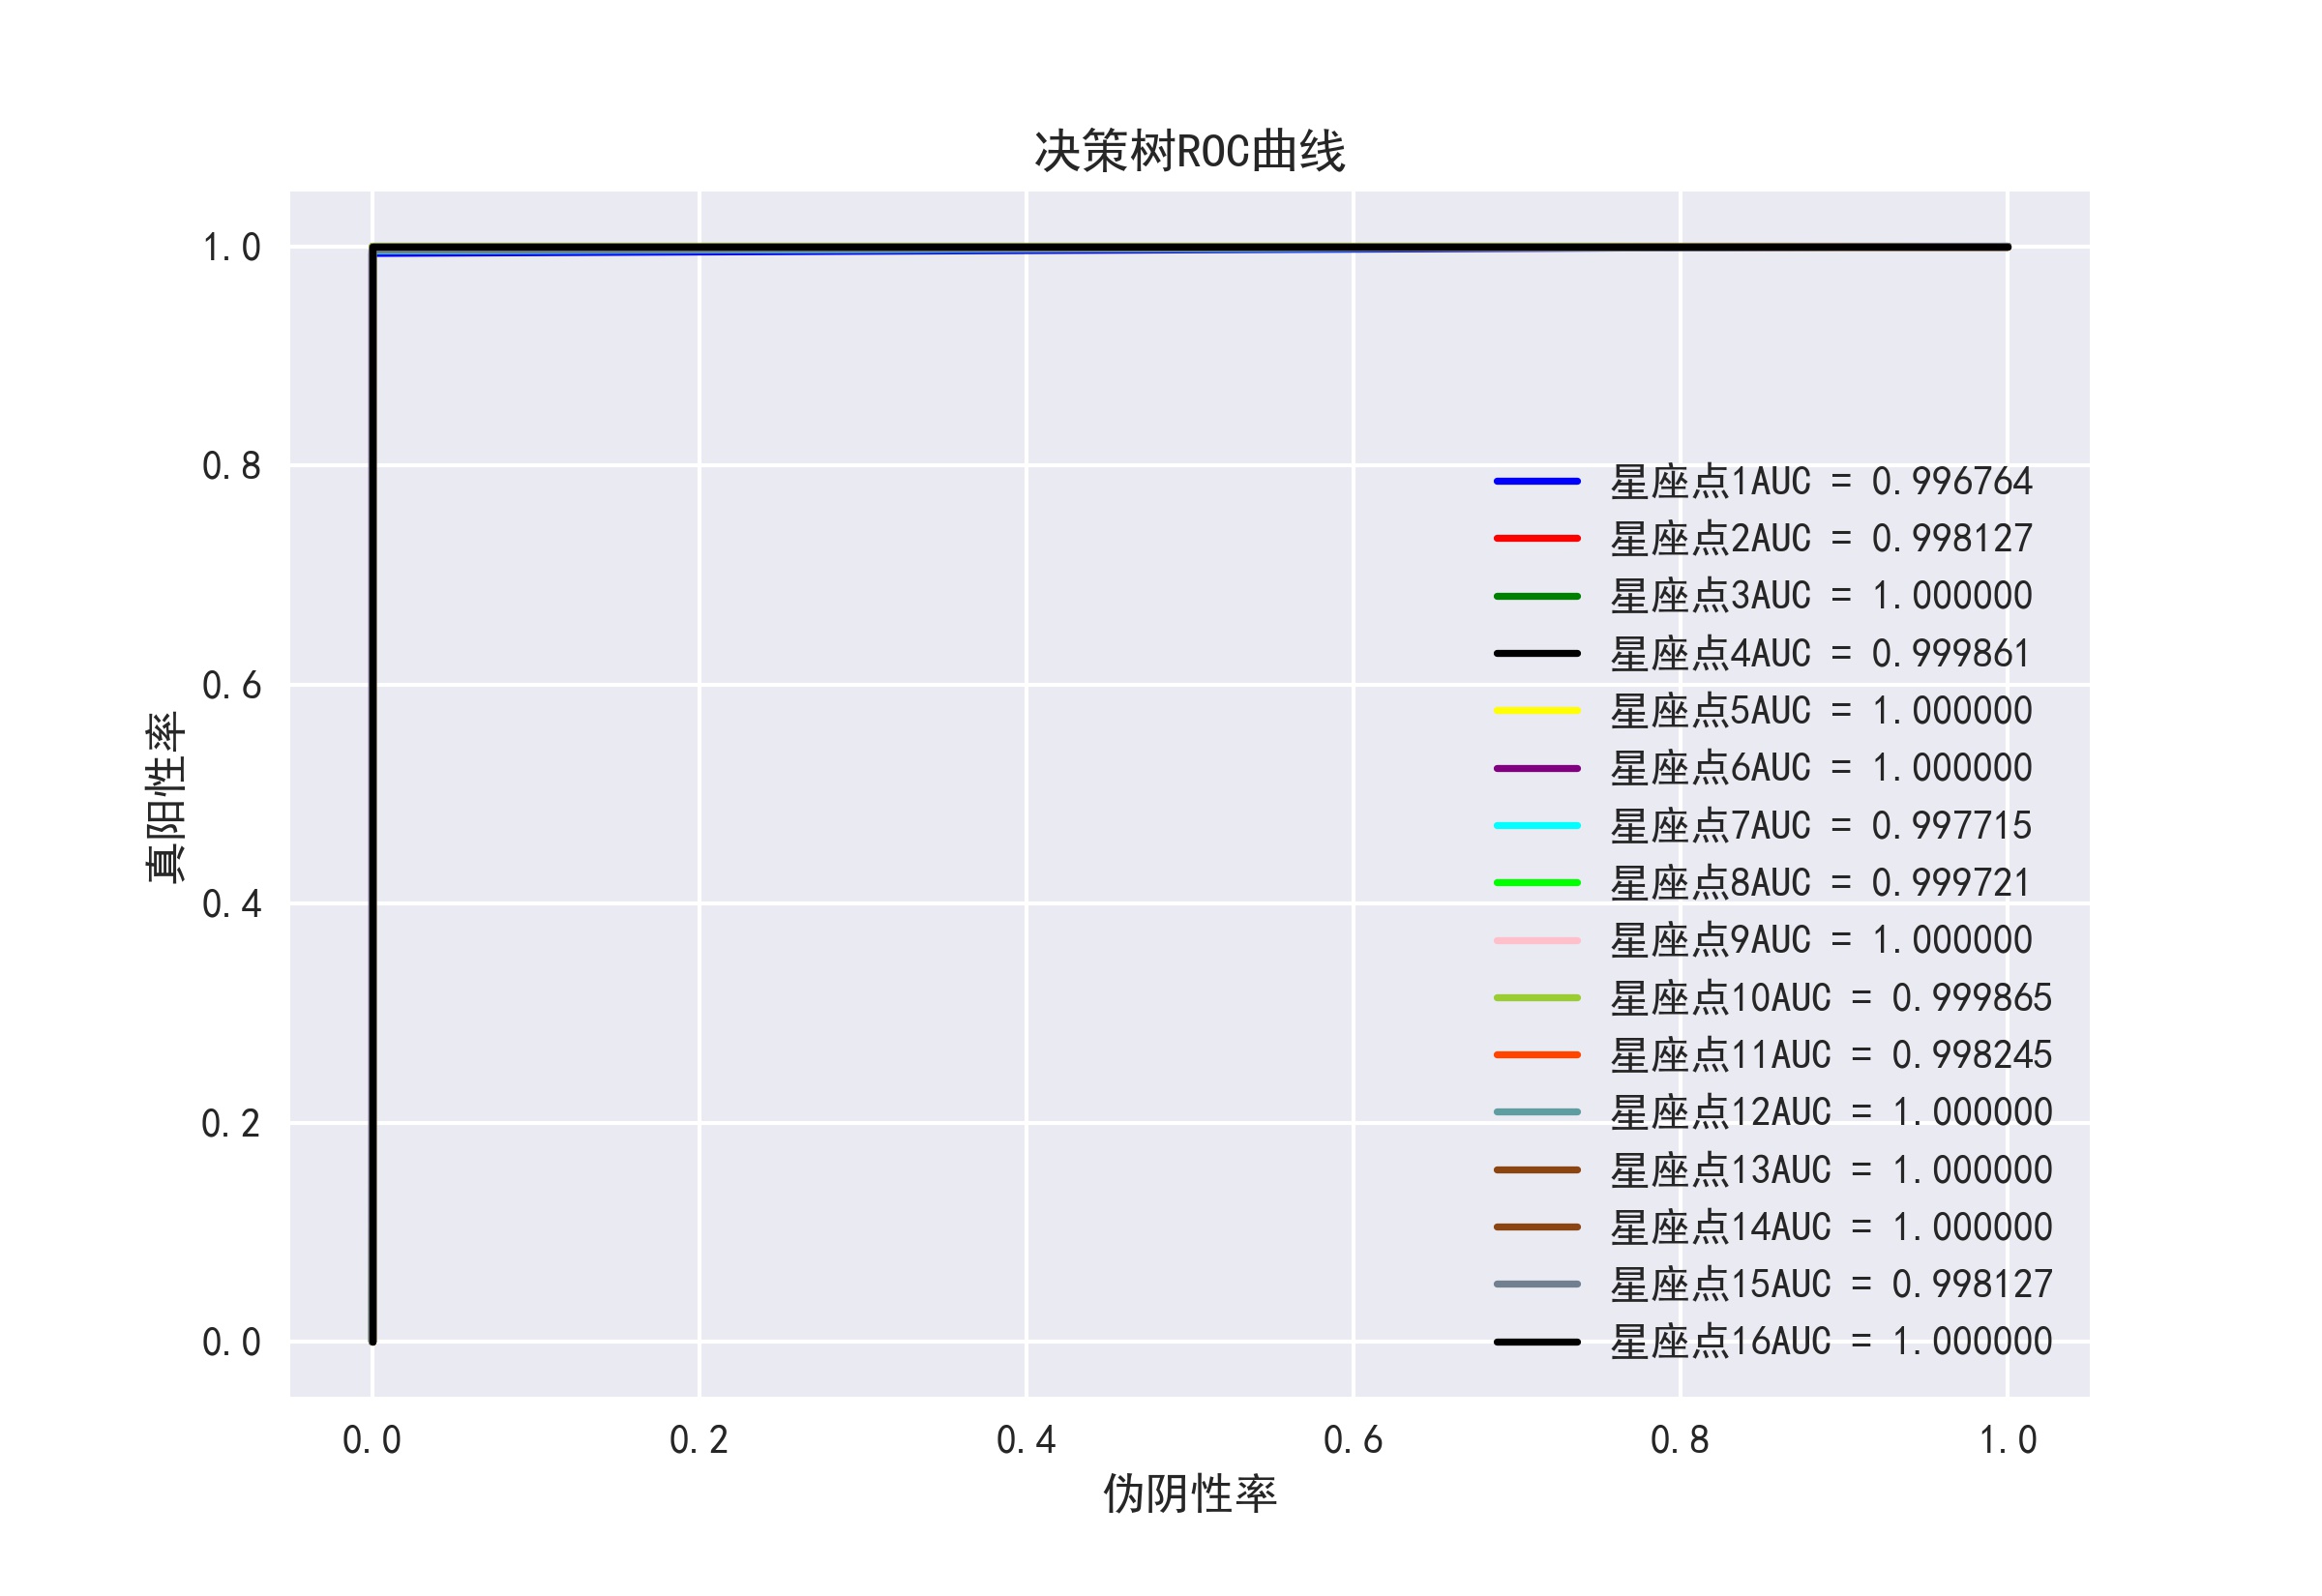 决策树ROC曲线
1.0
0.8
0.6
0.4
0.2
0.0
真阳性率
星座点1AUC = 0.996764
星座点2AUC = 0.998127
星座点3AUC = 1.000000
星座点4AUC = 0.999861
星座点5AUC = 1.000000
星座点6AUC = 1.000000
星座点7AUC = 0.997715
星座点8AUC = 0.999721
星座点9AUC = 1.000000
星座点10AUC = 0.999865
星座点11AUC = 0.998245
星座点12AUC = 1.000000
星座点13AUC = 1.000000
星座点14AUC = 1.000000
星座点15AUC = 0.998127
星座点16AUC = 1.000000
0.0 0.2 0.4 0.6 0.8 1.0
伪阴性率